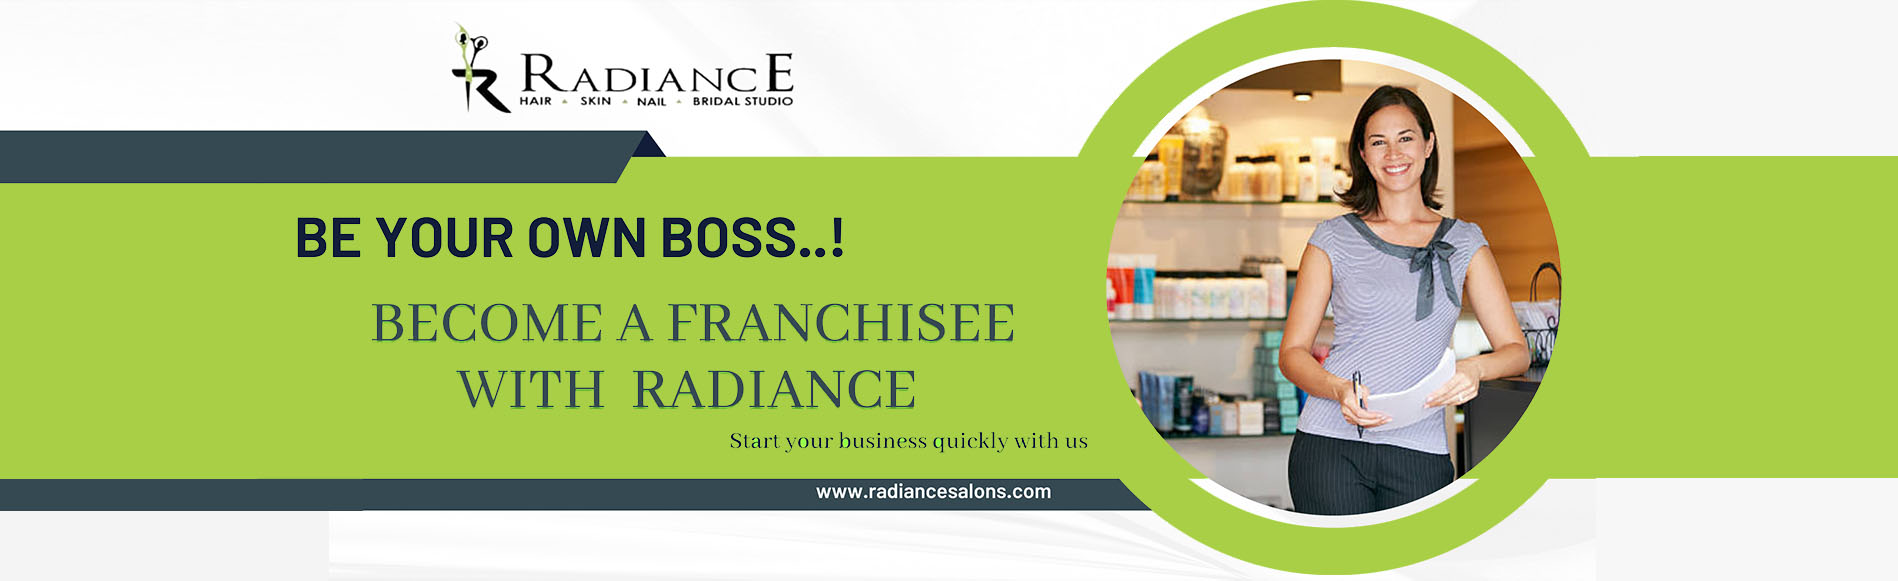 RADIANCE
HAIR ▲ SKIN ▲ NAIL ▲ BRIDAL STUDIO
BE YOUR OWN BOSS..!
BECOME A FRANCHISEE
WITH RADIANCE
Start your business quickly with us
www.radiancesalons.com